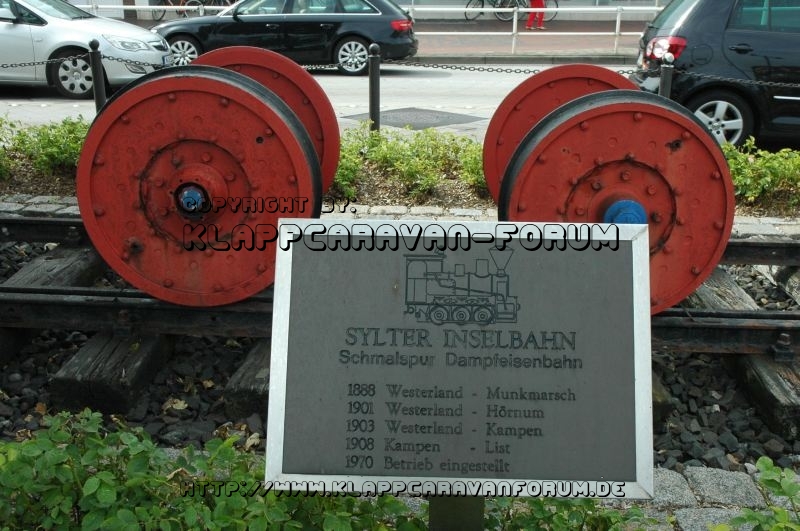 COPYRIGHT BY:
KLAPPCARAVAN-FORUM
SYLTER INSELBAHN
Schmalspur Dampfeisenbahn
1888 Westerland - Munkmarsch
1901 Westerland - Hörnum
1903 Westerland - Kampen
1908 Kampen - List
1970 Betrieb eingestellt
HTTP://WWW.KLAPPCARAVANFORUM.DE